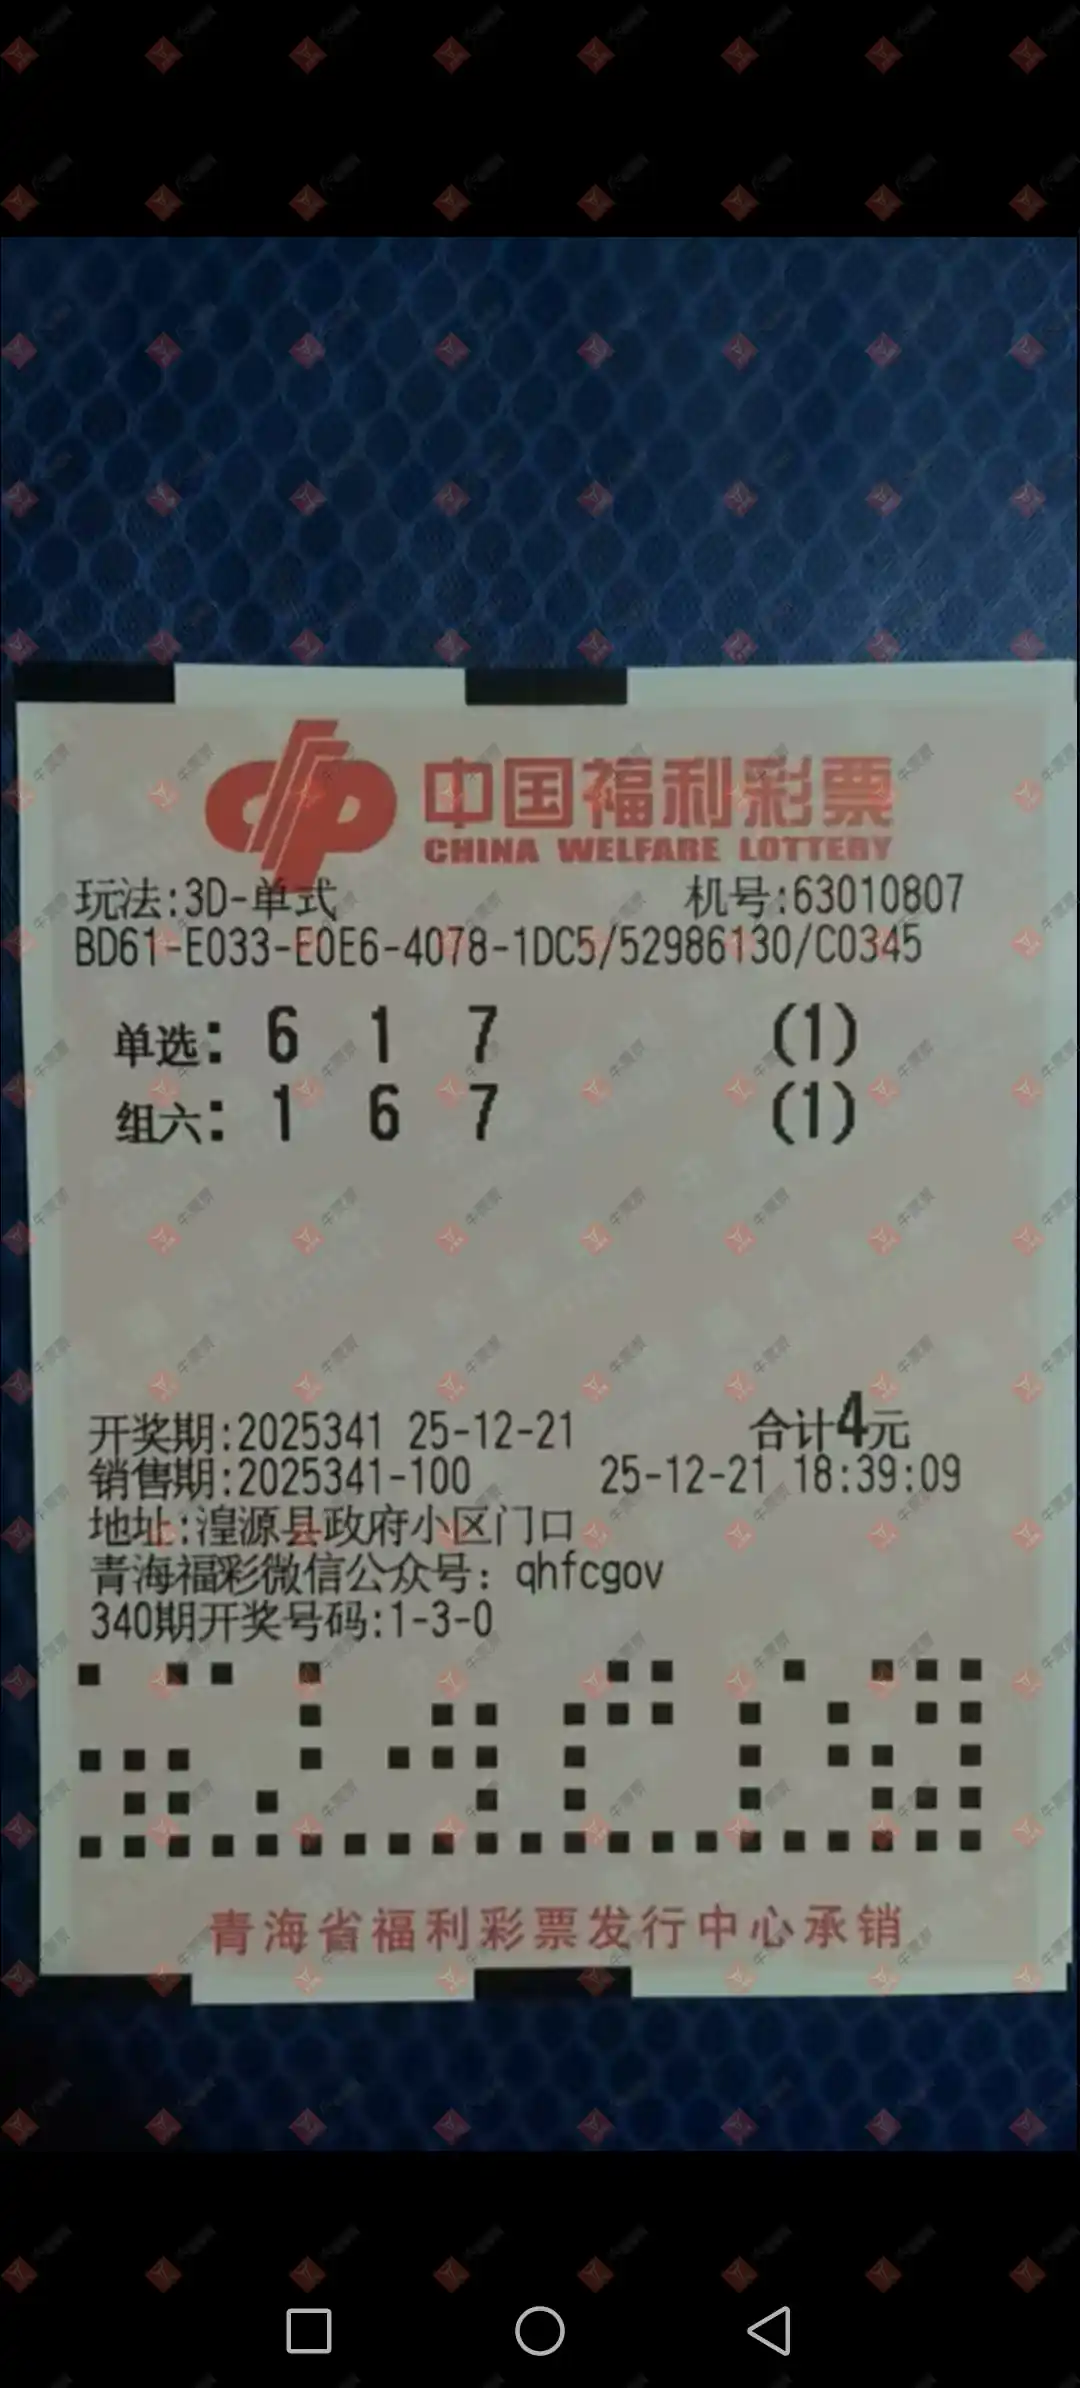 中国福利彩票
CHINA WELFARE LOTTERY
玩法:3D-单式 机号:63010807
BD61-E033-E0E6-4078-1DC5/52986130/C0345
单选: 6 1 7 (1)
组六: 1 6 7 (1)
开奖期:2025341 25-12-21 合计4元
销售期:2025341-100 25-12-21 18:39:09
地址:湟源县政府小区门口
青海福彩微信公众号: qhfcgov
340期开奖号码:1-3-0
青海省福利彩票发行中心承销